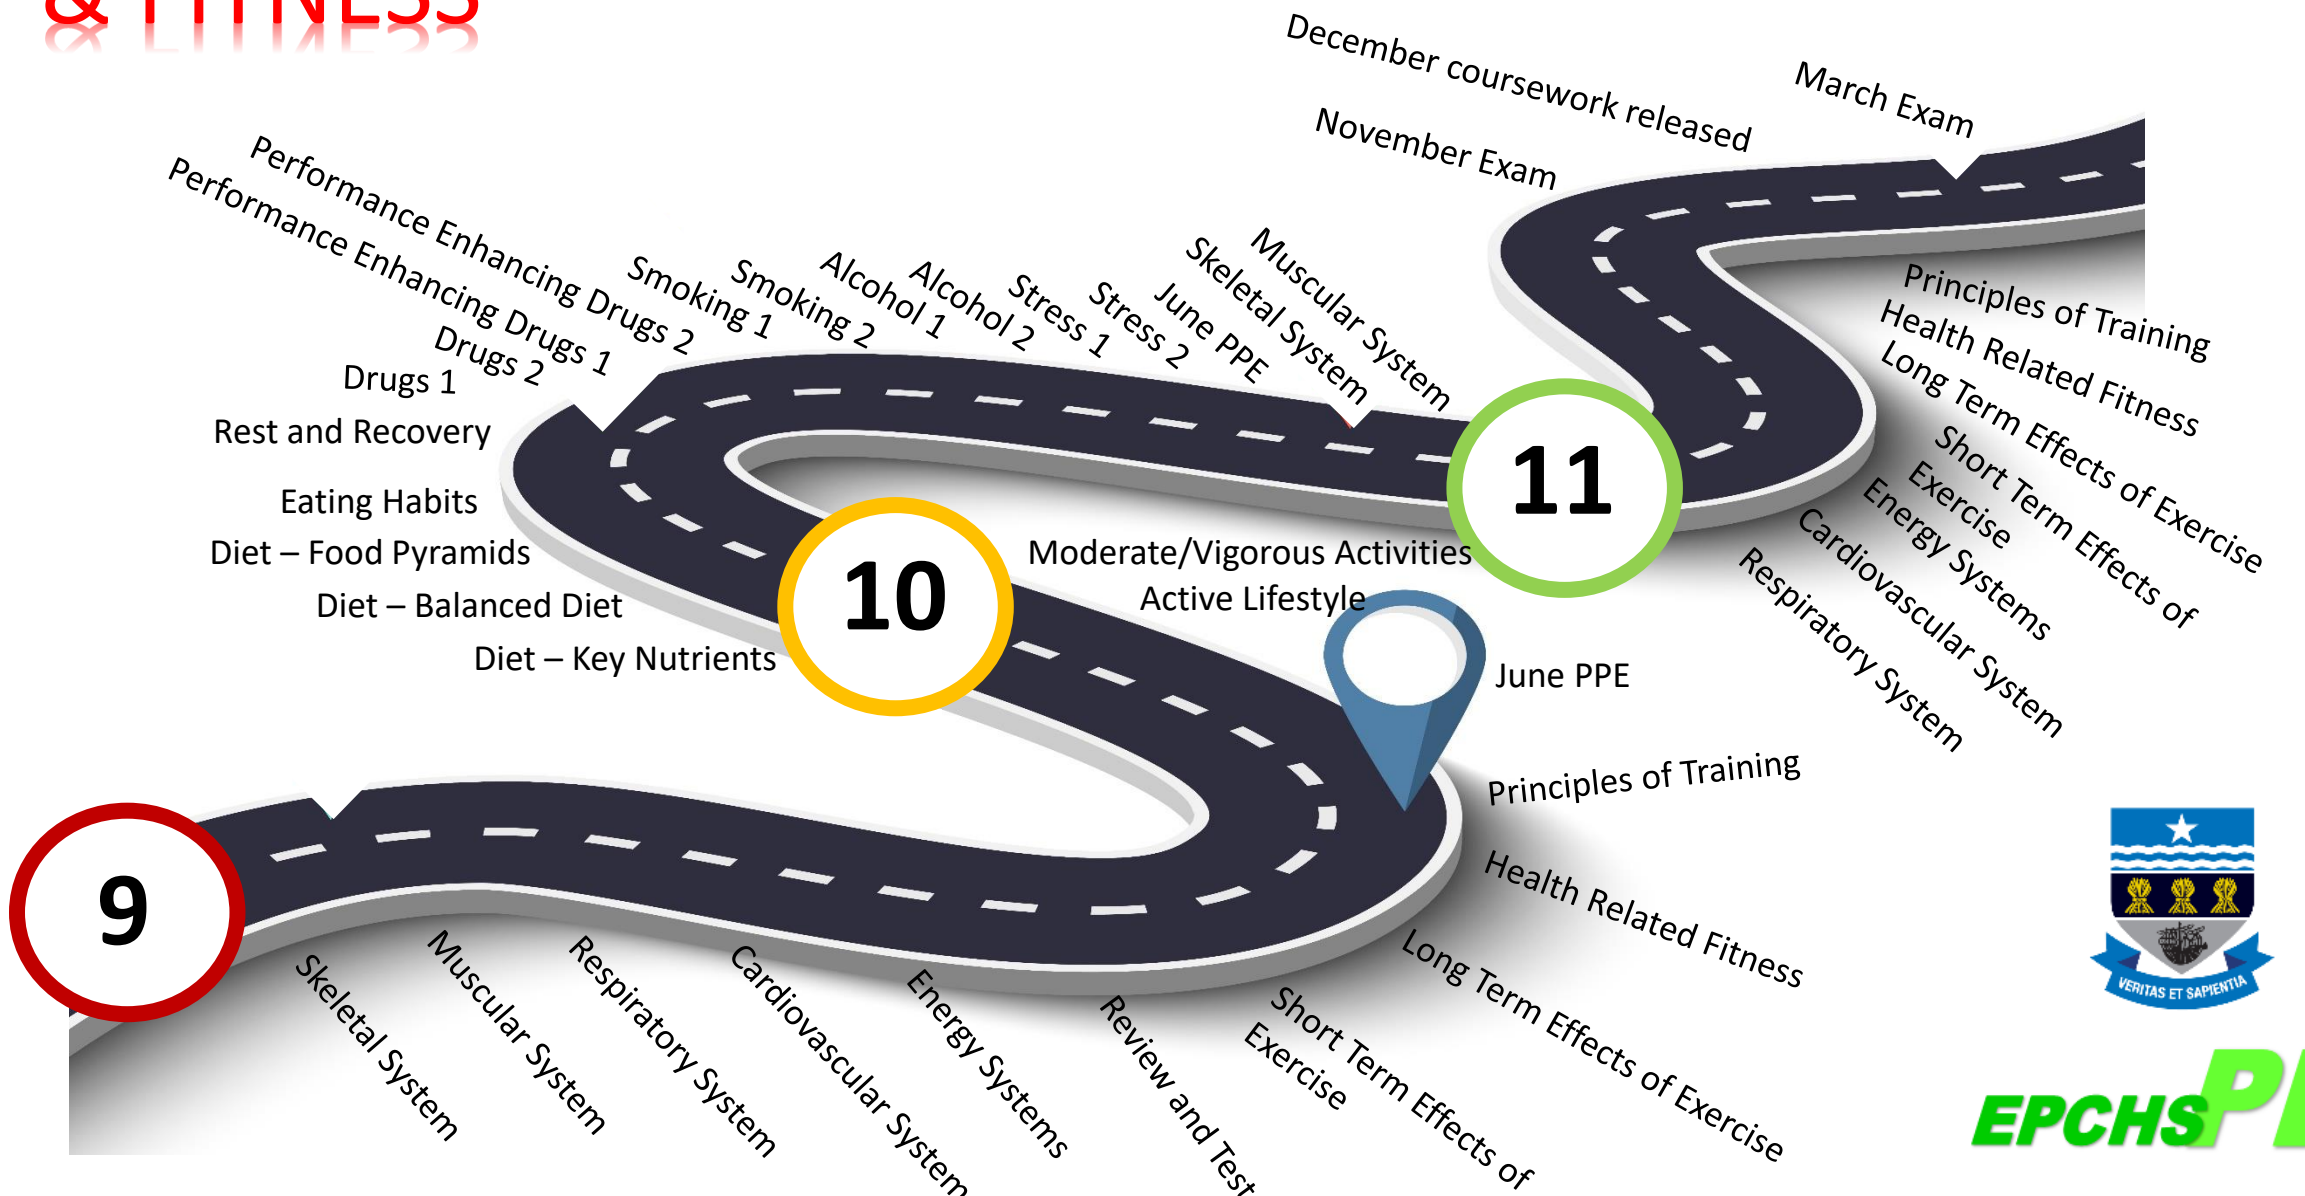 & FITNESS
December coursework released
March Exam
November Exam
Performance Enhancing Drugs 2
Performance Enhancing Drugs 1
Drugs 2
Drugs 1
Rest and Recovery
Eating Habits
Diet – Food Pyramids
Diet – Balanced Diet
Diet – Key Nutrients
Smoking 1
Smoking 2
Alcohol 1
Alcohol 2
Stress 1
Stress 2
June PPE
Skeletal System
Muscular System
11
Principles of Training
Health Related Fitness
Long Term Effects of Exercise
Short Term Effects of
Exercise
Energy Systems
Cardiovascular System
Respiratory System
10
Moderate/Vigorous Activities
Active Lifestyle
June PPE
Principles of Training
Health Related Fitness
Long Term Effects of Exercise
Short Term Effects of
Exercise
Review and Test
Energy Systems
Cardiovascular System
Respiratory System
Muscular System
Skeletal System
9
VERITAS ET SAPIENTIA
EPCHS